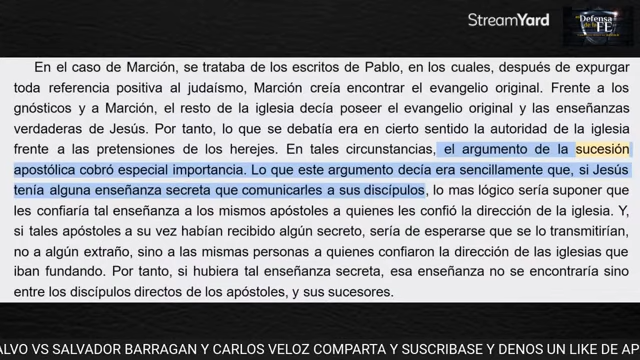 StreamYard
Defensa
de la
FE
En el caso de Marción, se trataba de los escritos de Pablo, en los cuales, después de expurgar
toda referencia positiva al judaísmo, Marción creía encontrar el evangelio original. Frente a los
gnósticos y a Marción, el resto de la iglesia decía poseer el evangelio original y las enseñanzas
verdaderas de Jesús. Por tanto, lo que se debatía era en cierto sentido la autoridad de la iglesia
frente a las pretensiones de los herejes. En tales circunstancias, el argumento de la sucesión
apostólica cobró especial importancia. Lo que este argumento decía era sencillamente que, si Jesús
tenía alguna enseñanza secreta que comunicarles a sus discípulos, lo mas lógico sería suponer que
les confiaría tal enseñanza a los mismos apóstoles a quienes les confió la dirección de la iglesia. Y,
si tales apóstoles a su vez habían recibido algún secreto, sería de esperarse que se lo transmitirían,
no a algún extraño, sino a las mismas personas a quienes confiaron la dirección de las iglesias que
iban fundando. Por tanto, si hubiera tal enseñanza secreta, esa enseñanza no se encontraría sino
entre los discípulos directos de los apóstoles, y sus sucesores.
ALVO VS SALVADOR BARRAGAN Y CARLOS VELOZ COMPARTA Y SUSCRIBASE Y DENOS UN LIKE DE AP